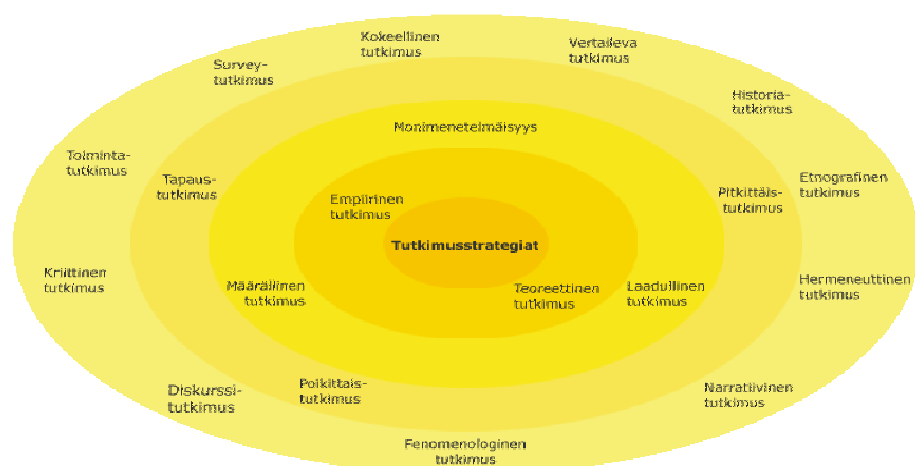 Kokeellinen
tutkimus
Vertaileva
tutkimus
Survey-
tutkimus
Historia-
tutkimus
Monimenetelmäisyys
Toiminta-
tutkimus
Tapaus-
tutkimus
Empiirinen
tutkimus
Pitkittäis-
tutkimus
Etnografinen
tutkimus
Tutkimusstrategiat
Kriittinen
tutkimus
Määrällinen
tutkimus
Teoreettinen
tutkimus
Laadullinen
tutkimus
Hermeneuttinen
tutkimus
Diskurssi-
tutkimus
Poikittais-
tutkimus
Narratiivinen
tutkimus
Fenomenologinen
tutkimus